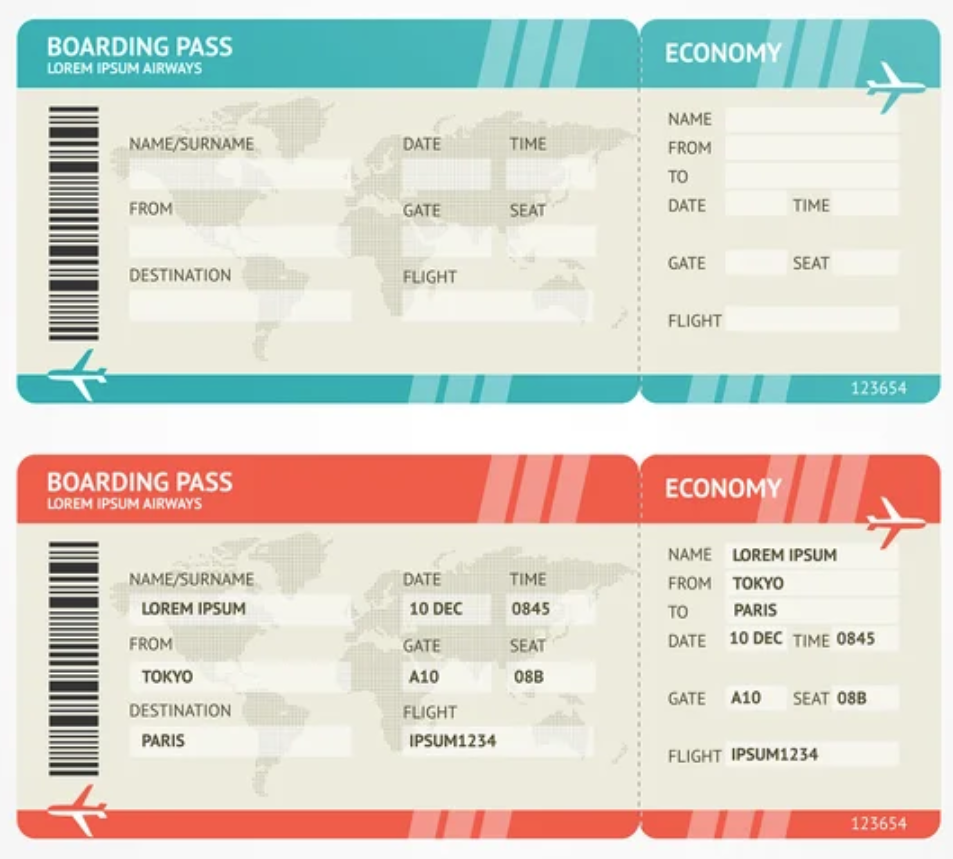 BOARDING PASS
LOREM IPSUM AIRWAYS
NAME/SURNAME
DATE TIME
FROM
GATE SEAT
DESTINATION
FLIGHT
ECONOMY
NAME
FROM
TO
DATE TIME
GATE SEAT
FLIGHT
123654
BOARDING PASS
LOREM IPSUM AIRWAYS
NAME/SURNAME DATE TIME
LOREM IPSUM 10 DEC 0845
FROM GATE SEAT
TOKYO A10 08B
DESTINATION FLIGHT
PARIS IPSUM1234
ECONOMY
NAME LOREM IPSUM
FROM TOKYO
TO PARIS
DATE 10 DEC TIME 0845
GATE A10 SEAT 08B
FLIGHT IPSUM1234
123654